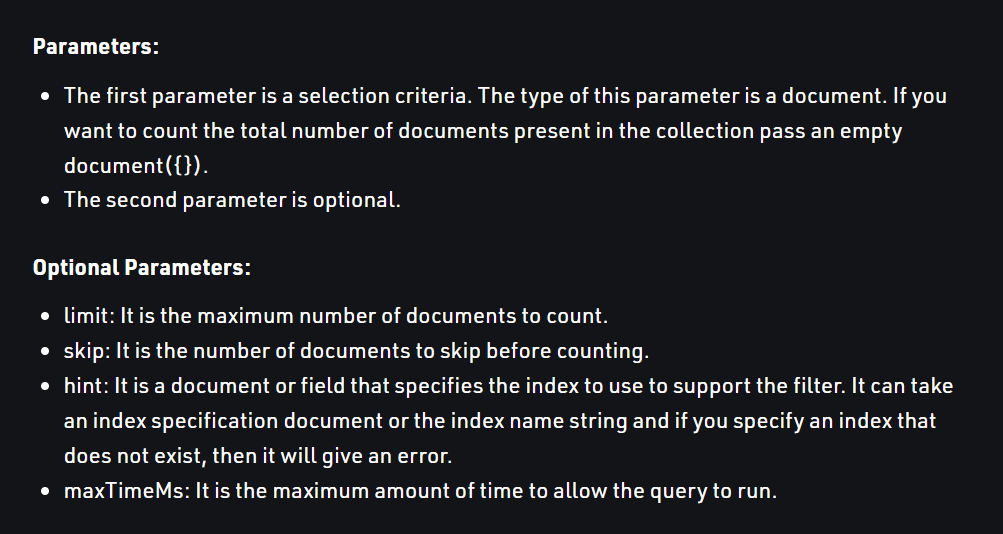 Parameters:
• The first parameter is a selection criteria. The type of this parameter is a document. If you
want to count the total number of documents present in the collection pass an empty
document({}).
• The second parameter is optional.
Optional Parameters:
• limit: It is the maximum number of documents to count.
• skip: It is the number of documents to skip before counting.
• hint: It is a document or field that specifies the index to use to support the filter. It can take
an index specification document or the index name string and if you specify an index that
does not exist, then it will give an error.
• maxTimeMs: It is the maximum amount of time to allow the query to run.